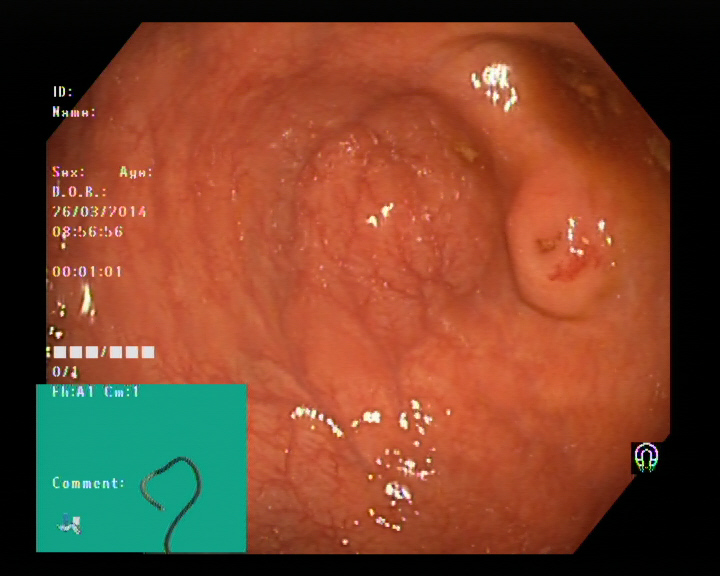 ID:
Name:
Sex: Age:
D.O.B.:
26/03/2014
08:56:56
00:01:01
■■■/■■■
0/1
Eh:A1 Cm:1
Comment: